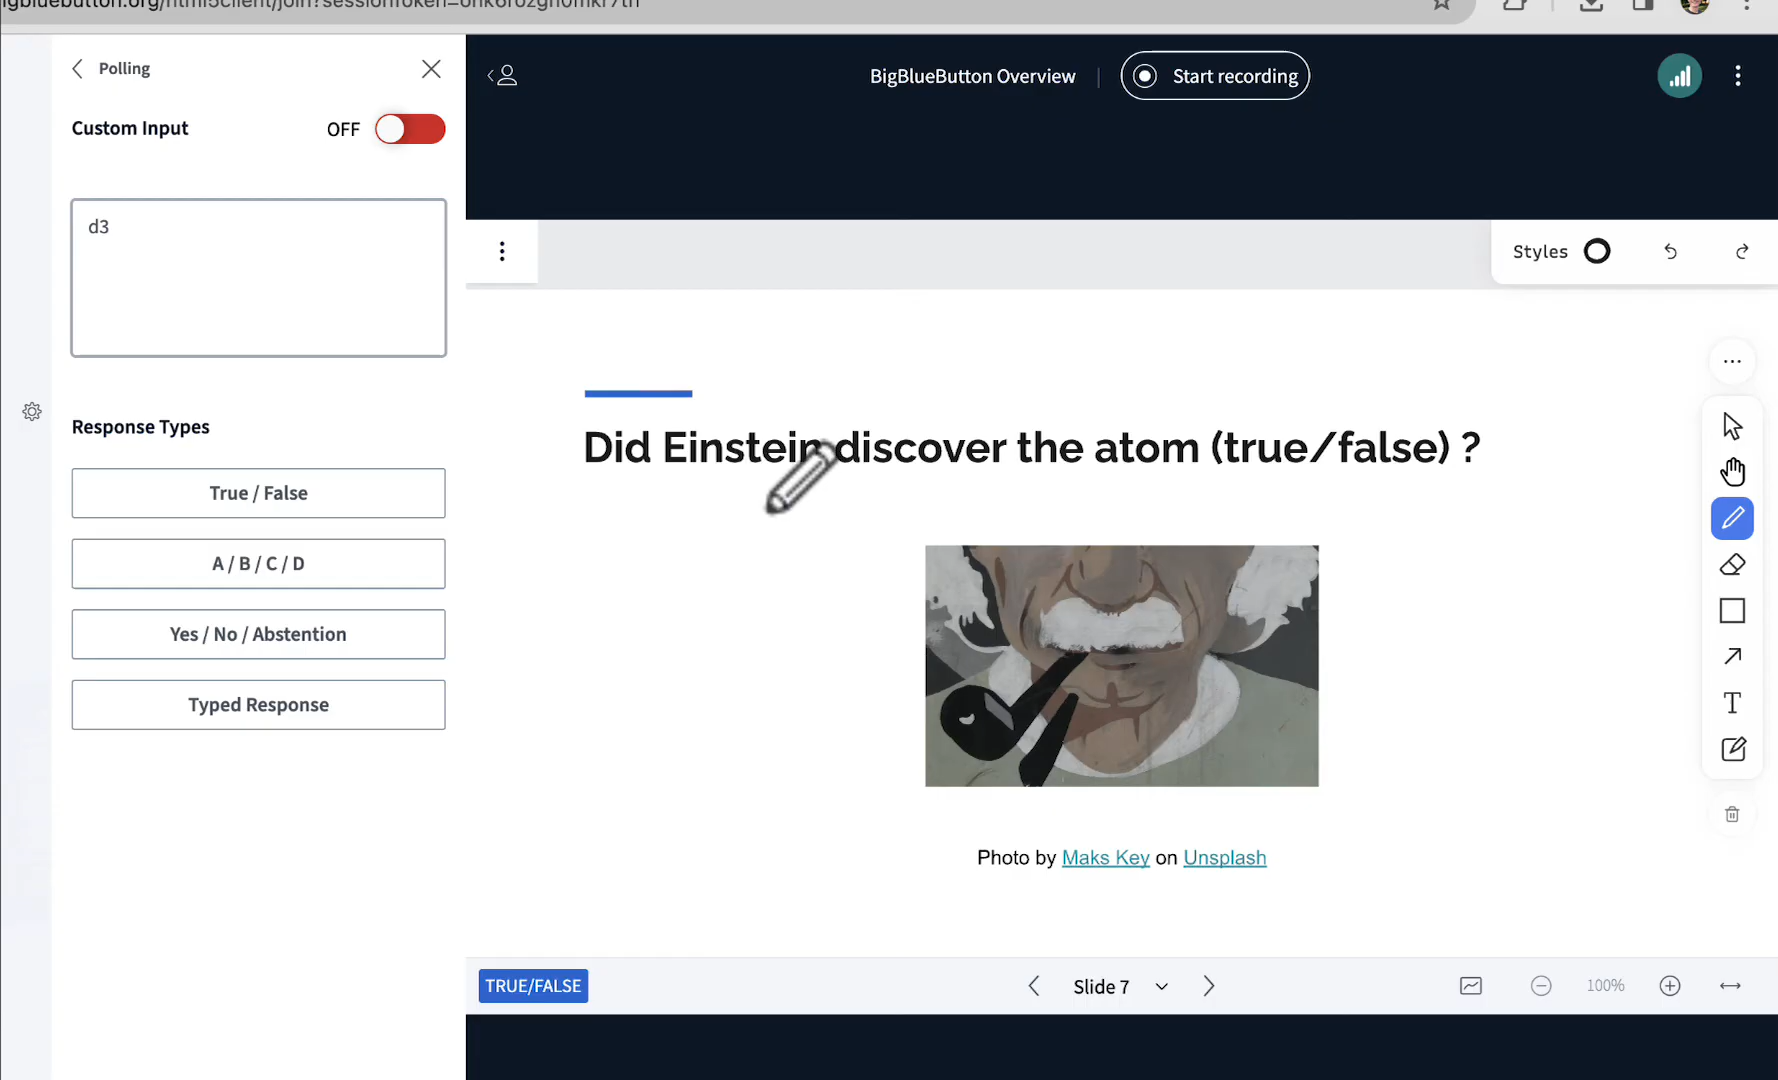 Polling
Custom Input
OFF
d3
Response Types
True / False
A / B / C / D
Yes / No / Abstention
Typed Response
BigBlueButton Overview
Start recording
Styles
Did Einstein discover the atom (true/false) ?
Photo by Maks Key on Unsplash
TRUE/FALSE
Slide 7
100%